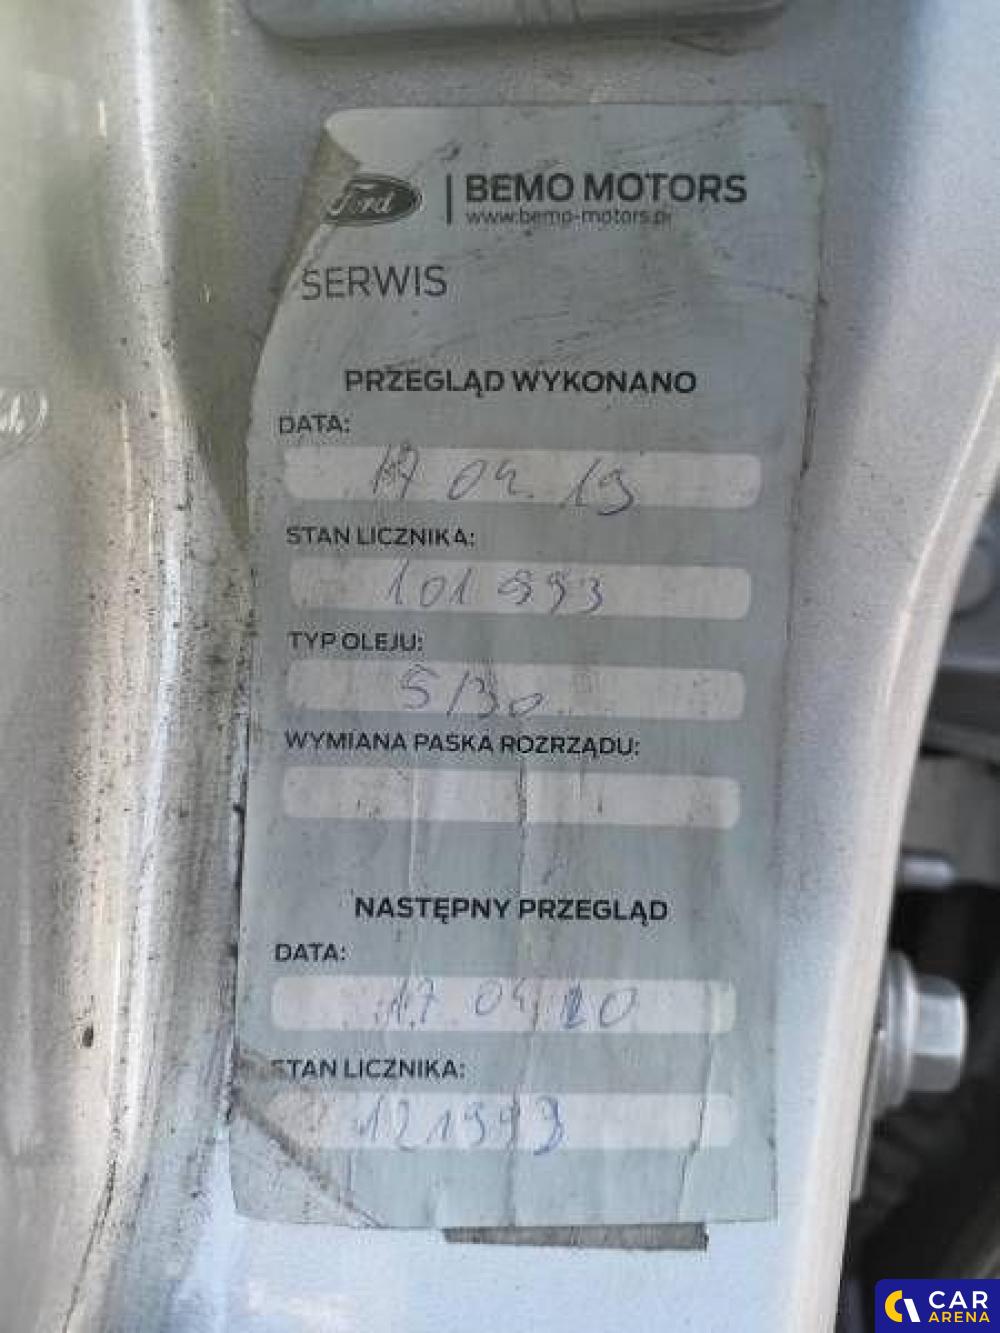 Ford
BEMO MOTORS
www.bemo-motors.pl
SERWIS
PRZEGLĄD WYKONANO
DATA:
17.04.19
STAN LICZNIKA:
101 993
TYP OLEJU:
5/30
WYMIANA PASKA ROZRZĄDU:
NASTĘPNY PRZEGLĄD
DATA:
17.04.20
STAN LICZNIKA:
121993
CAR
ARENA